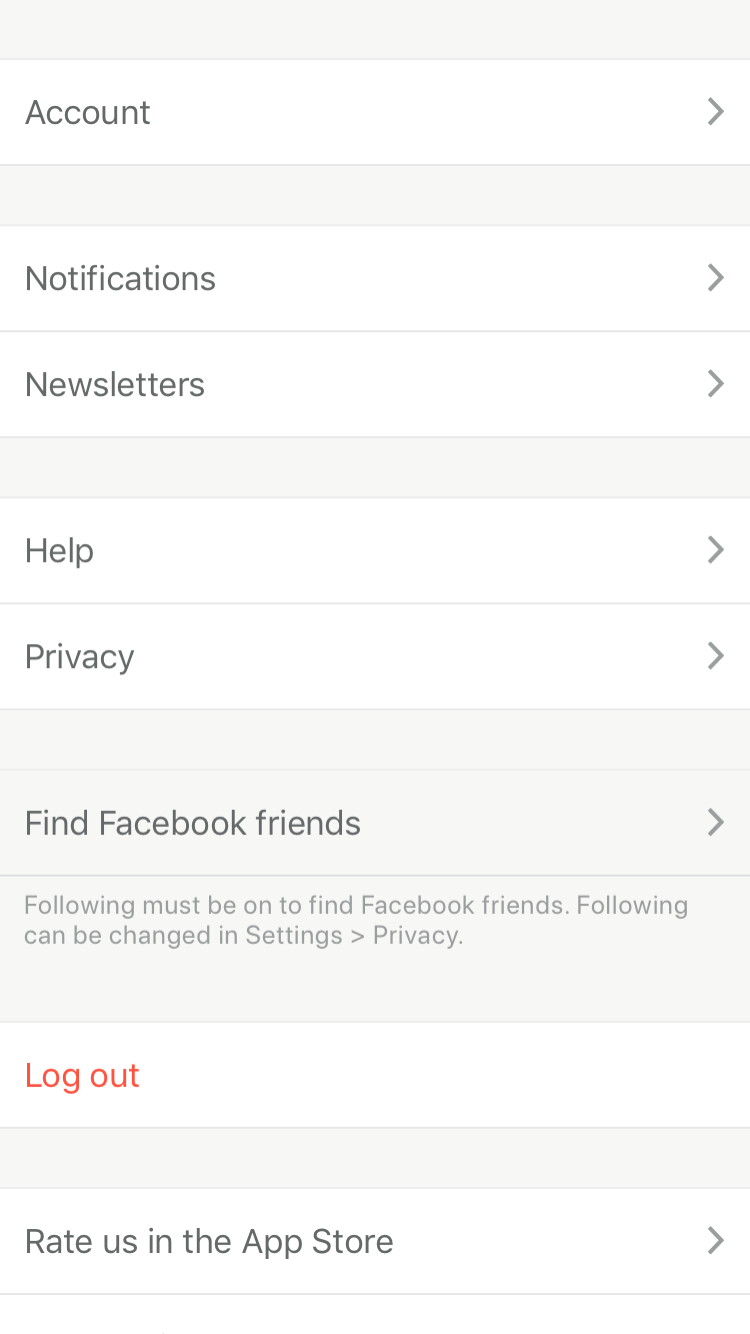 Account
Notifications
Newsletters
Help
Privacy
Find Facebook friends
Following must be on to find Facebook friends. Following
can be changed in Settings > Privacy.
Log out
Rate us in the App Store